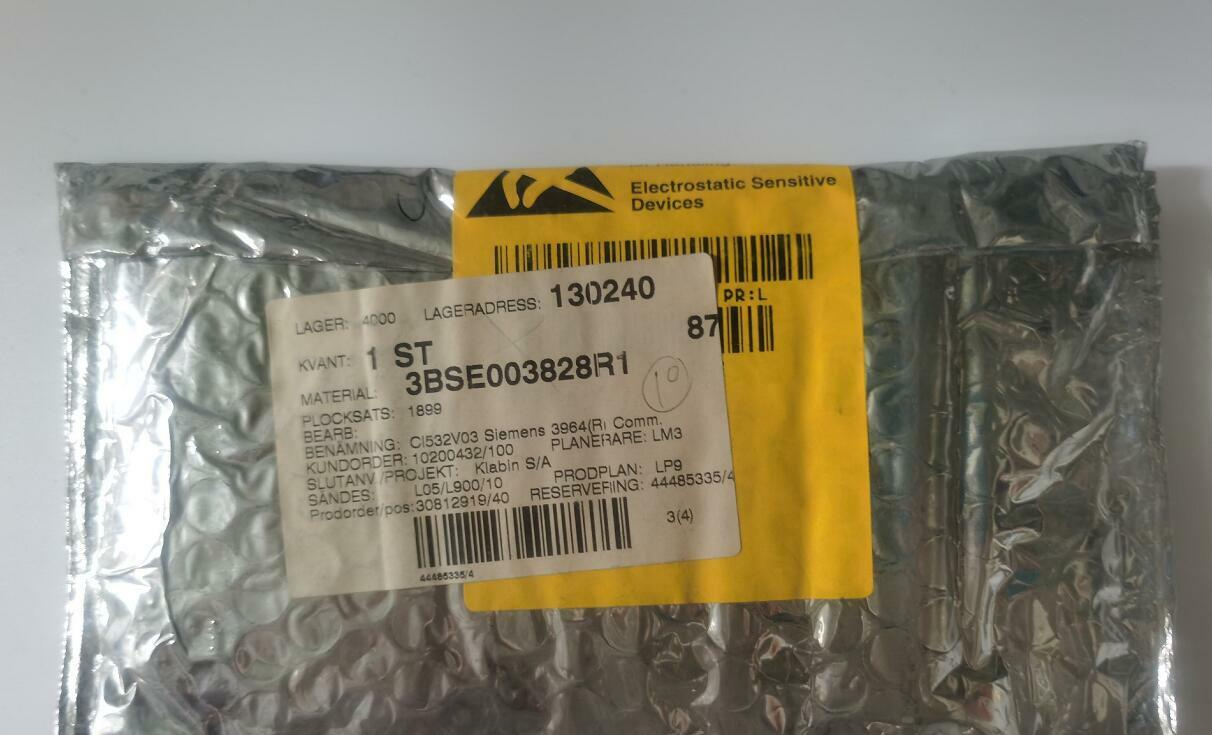 Electrostatic Sensitive
Devices
PR:L
87
LAGER: 4000 LAGERADRESS: 130240
KVANT: 1 ST
MATERIAL: 3BSE003828R1
10
PLOCKSATS: 1899
BEARB:
BENÄMNING: CI532V03 Siemens 3964(R) Comm.
KUNDORDER: 10200432/100 PLANERARE: LM3
SLUTANV./PROJEKT: Klabin S/A
SÄNDES: L05/L900/10 PRODPLAN: LP9
Prodorder/pos: 30812919/40 RESERVEFIING: 44485335/4
3(4)
44485335/4